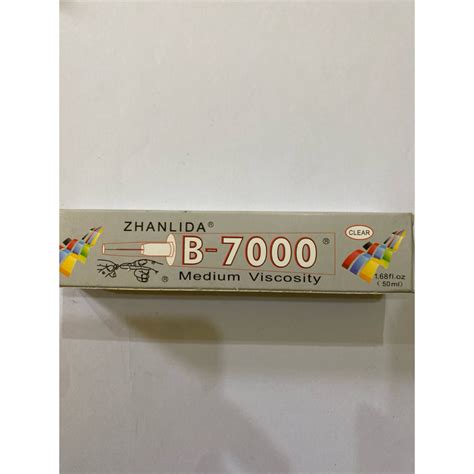 ZHANLIDA®
B-7000®
®
Medium Viscosity
CLEAR
1.68fl.oz
(50ml)